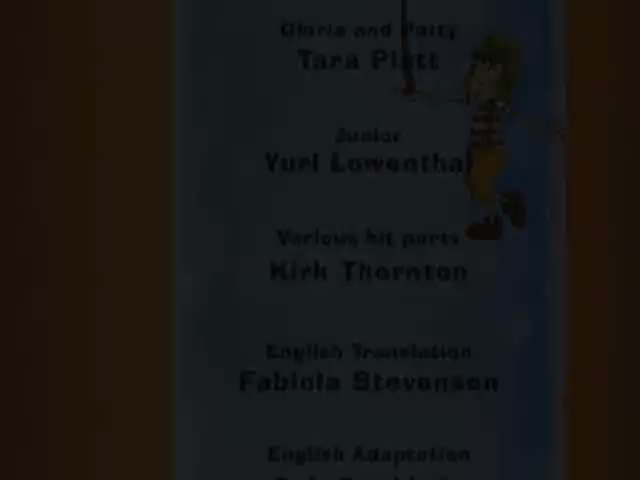 Gloria and Patty
Tara Platt
Junior
Yuri Lowenthal
Various bit parts
Kirk Thornton
English Translation
Fabiola Stevenson
English Adaptation